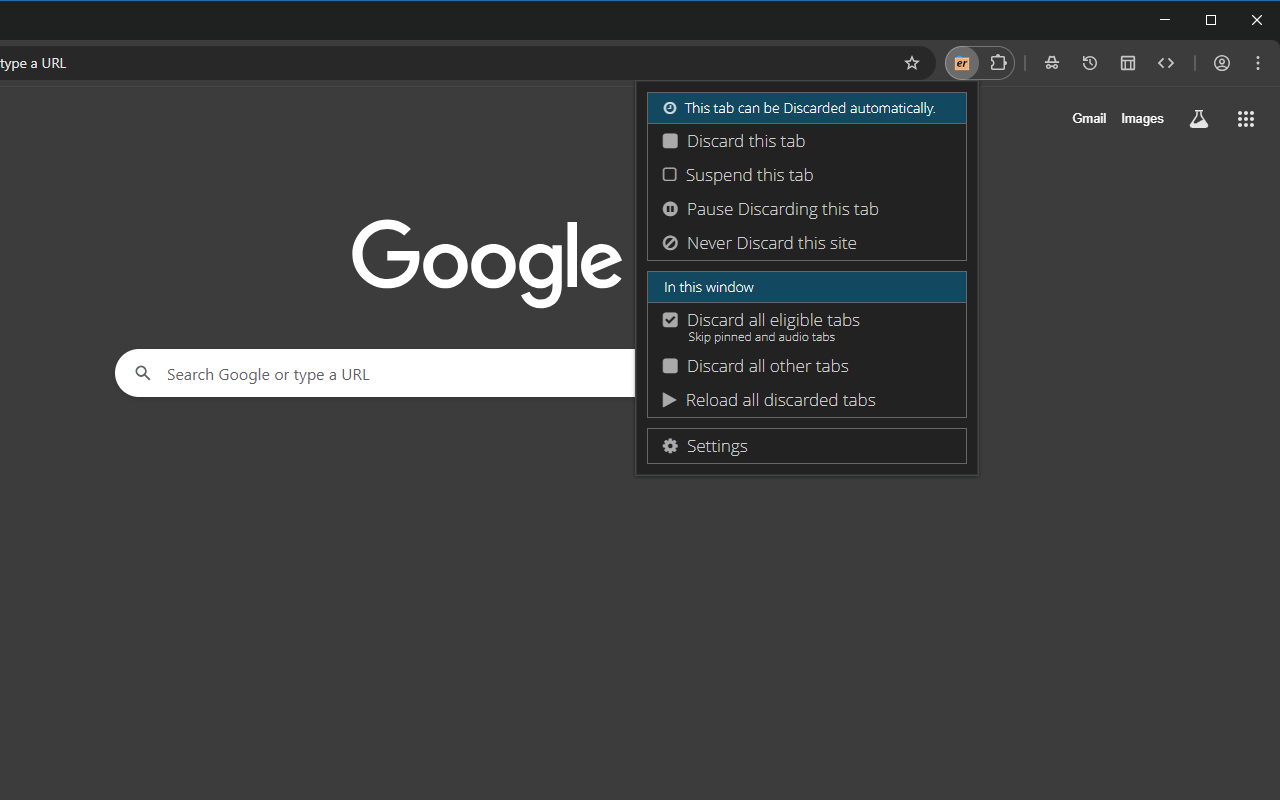 type a URL
er
This tab can be Discarded automatically.
Gmail Images
Discard this tab
Suspend this tab
Pause Discarding this tab
Never Discard this site
Google
In this window
Discard all eligible tabs
Skip pinned and audio tabs
Search Google or type a URL
Discard all other tabs
Reload all discarded tabs
Settings